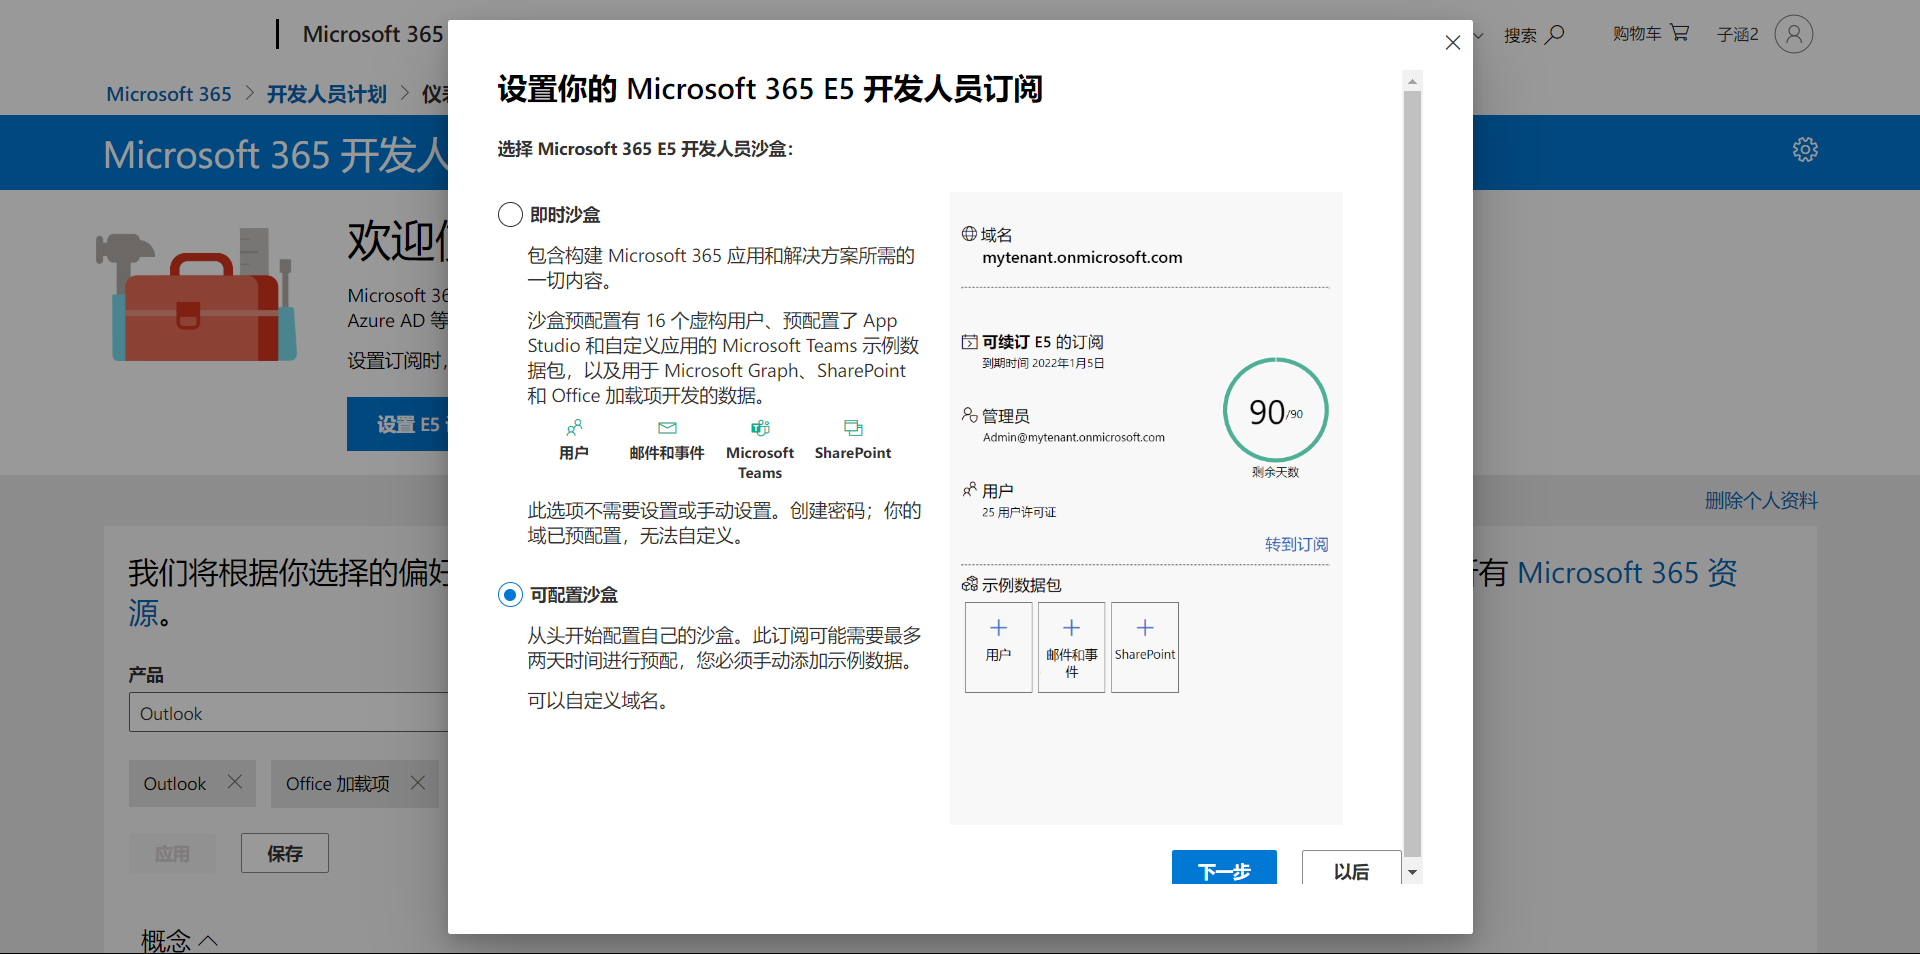 Microsoft 365
搜索
购物车
子涵2
Microsoft 365 > 开发人员计划 > 仪
Microsoft 365 开发人
欢迎
Microsoft 36
Azure AD 等
设置订阅时,
设置 E5
删除个人资料
我们将根据你选择的偏好
有 Microsoft 365 资
源。
产品
Outlook
Outlook
Office 加载项
应用
保存
概念
设置你的 Microsoft 365 E5 开发人员订阅
选择 Microsoft 365 E5 开发人员沙盒：
即时沙盒
包含构建 Microsoft 365 应用和解决方案所需的
一切内容。
沙盒预配置有 16 个虚构用户、预配置了 App
Studio 和自定义应用的 Microsoft Teams 示例数
据包，以及用于 Microsoft Graph、SharePoint
和 Office 加载项开发的数据。
用户
邮件和事件
Microsoft
Teams
SharePoint
此选项不需要设置或手动设置。创建密码；你的
域已预配置，无法自定义。
可配置沙盒
从头开始配置自己的沙盒。此订阅可能需要最多
两天时间进行预配，您必须手动添加示例数据。
可以自定义域名。
域名
mytenant.onmicrosoft.com
可续订 E5 的订阅
到期时间 2022年1月5日
90/90
剩余天数
管理员
Admin@mytenant.onmicrosoft.com
用户
25 用户许可证
转到订阅
示例数据包
用户
邮件和事
件
SharePoint
下一步
以后